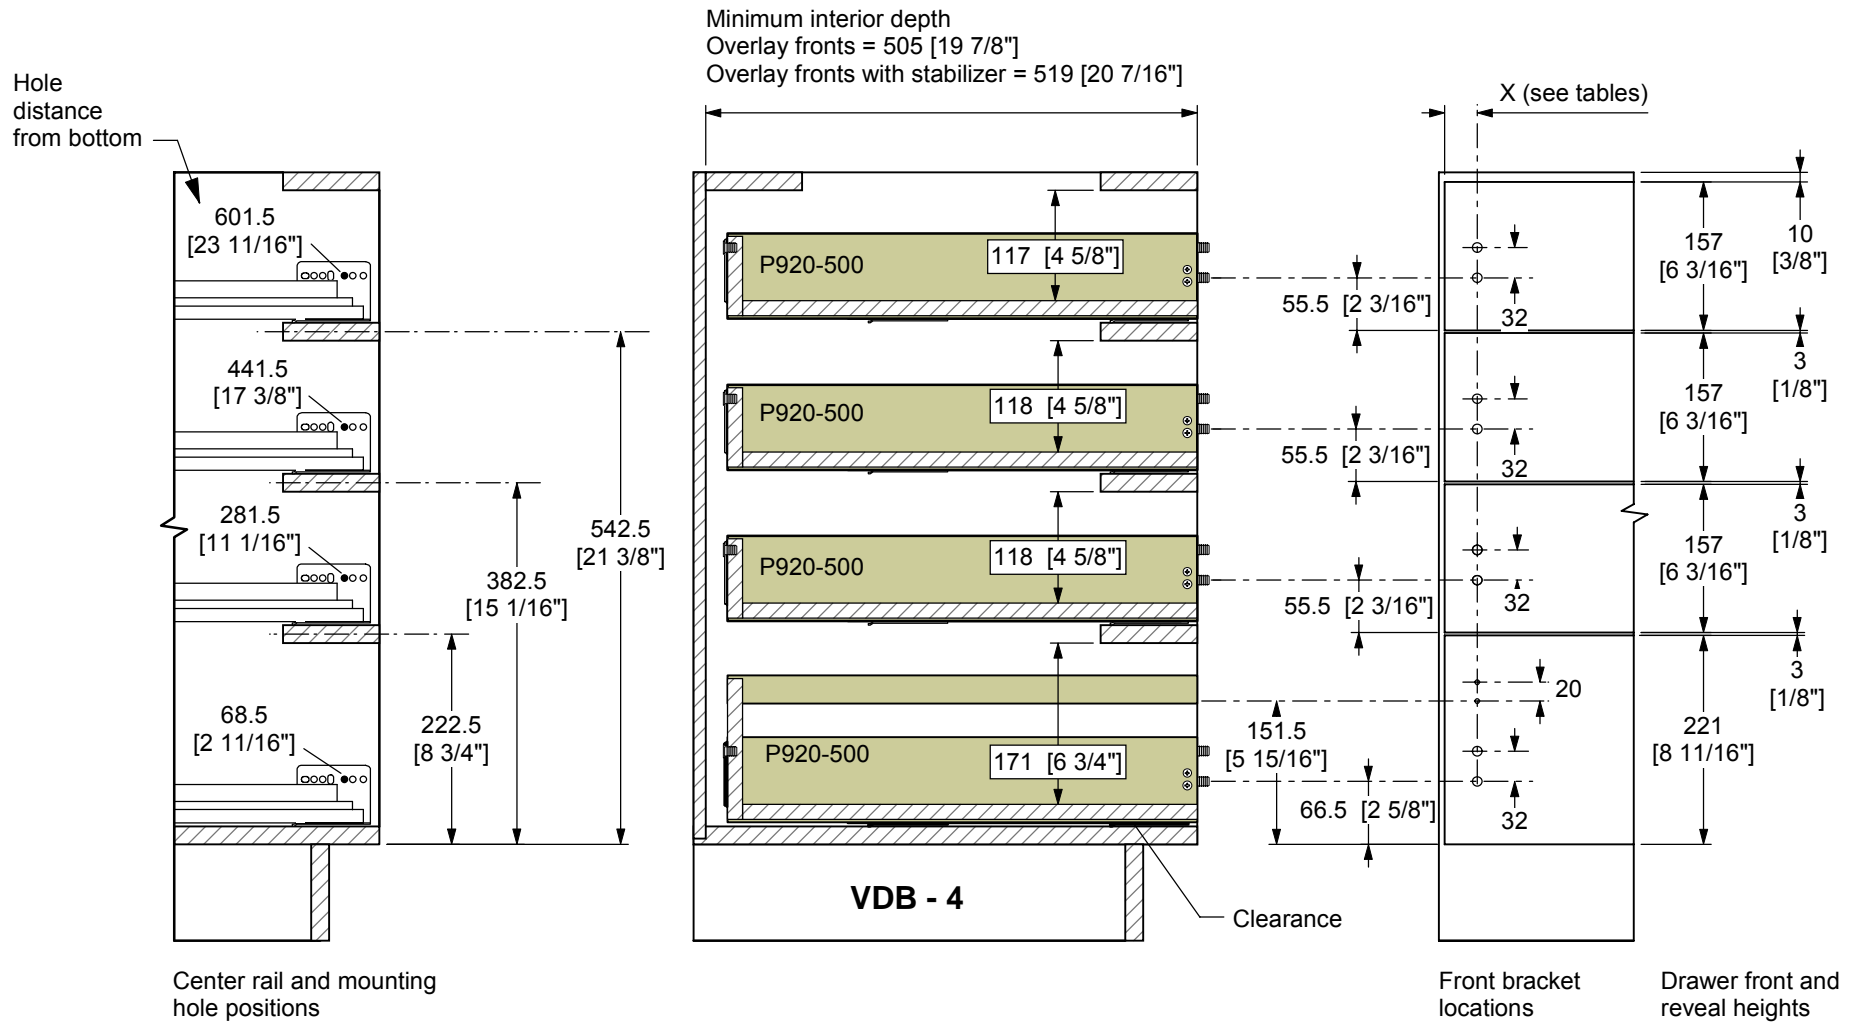 Minimum interior depth
Overlay fronts = 505 [19 7/8"]
Overlay fronts with stabilizer = 519 [20 7/16"]
Hole
distance
from bottom
X (see tables)
601.5
[23 11/16"]
441.5
[17 3/8"]
281.5
[11 1/16"]
68.5
[2 11/16"]
222.5
[8 3/4"]
382.5
[15 1/16"]
542.5
[21 3/8"]
P920-500
117 [4 5/8"]
P920-500
118 [4 5/8"]
P920-500
118 [4 5/8"]
P920-500
171 [6 3/4"]
55.5 [2 3/16"]
55.5 [2 3/16"]
55.5 [2 3/16"]
151.5
[5 15/16"]
66.5 [2 5/8"]
32
32
32
20
32
157
[6 3/16"]
157
[6 3/16"]
157
[6 3/16"]
221
[8 11/16"]
10
[3/8"]
3
[1/8"]
3
[1/8"]
3
[1/8"]
VDB - 4
Clearance
Center rail and mounting
hole positions
Front bracket
locations
Drawer front and
reveal heights